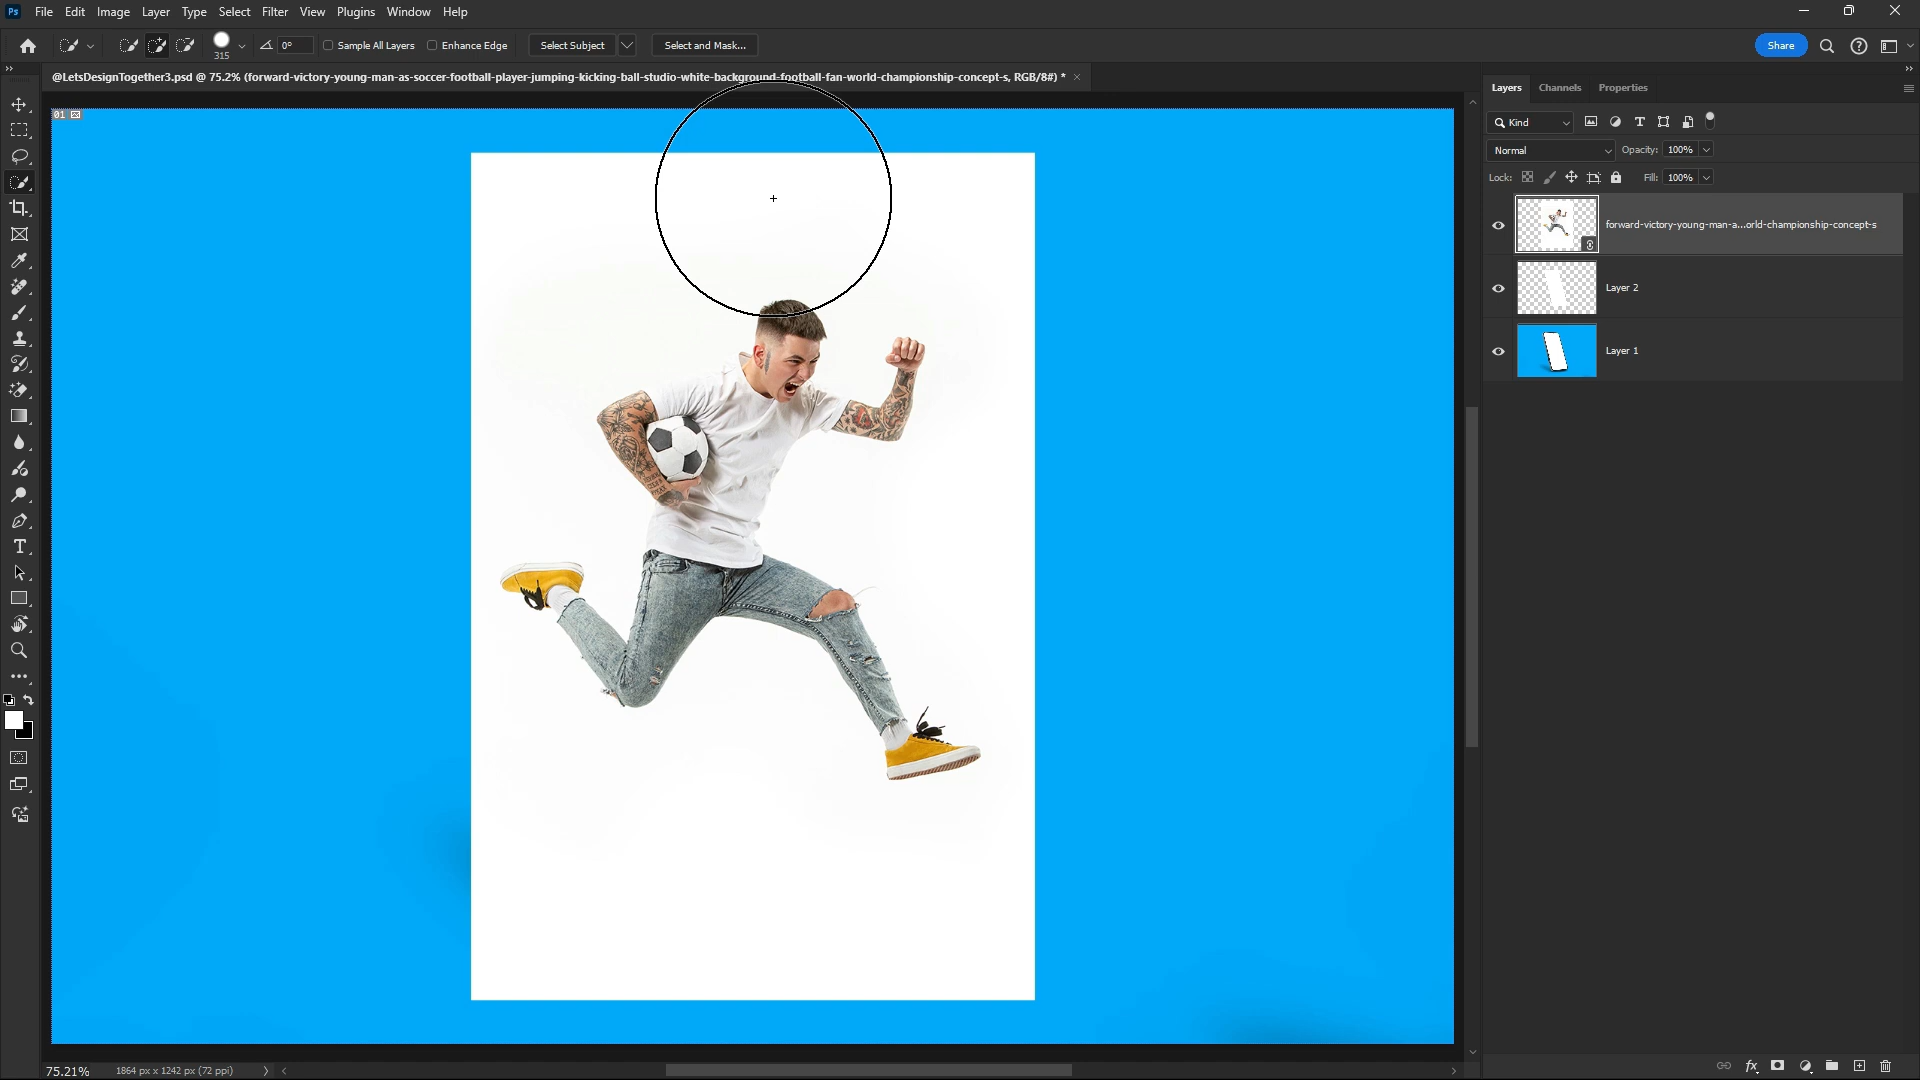 Ps File Edit Image Layer Type Select Filter View Plugins Window Help
315 0° Sample All Layers Enhance Edge Select Subject Select and Mask... Share
@LetsDesignTogether3.psd @ 75.2% (forward-victory-young-man-as-soccer-football-player-jumping-kicking-ball-studio-white-background-football-fan-world-championship-concept-s, RGB/8#) *
Layers Channels Properties
01
Kind
Normal Opacity: 100%
Lock: Fill: 100%
forward-victory-young-man-a...orld-championship-concept-s
Layer 2
Layer 1
75.21% 1864 px x 1242 px (72 ppi)